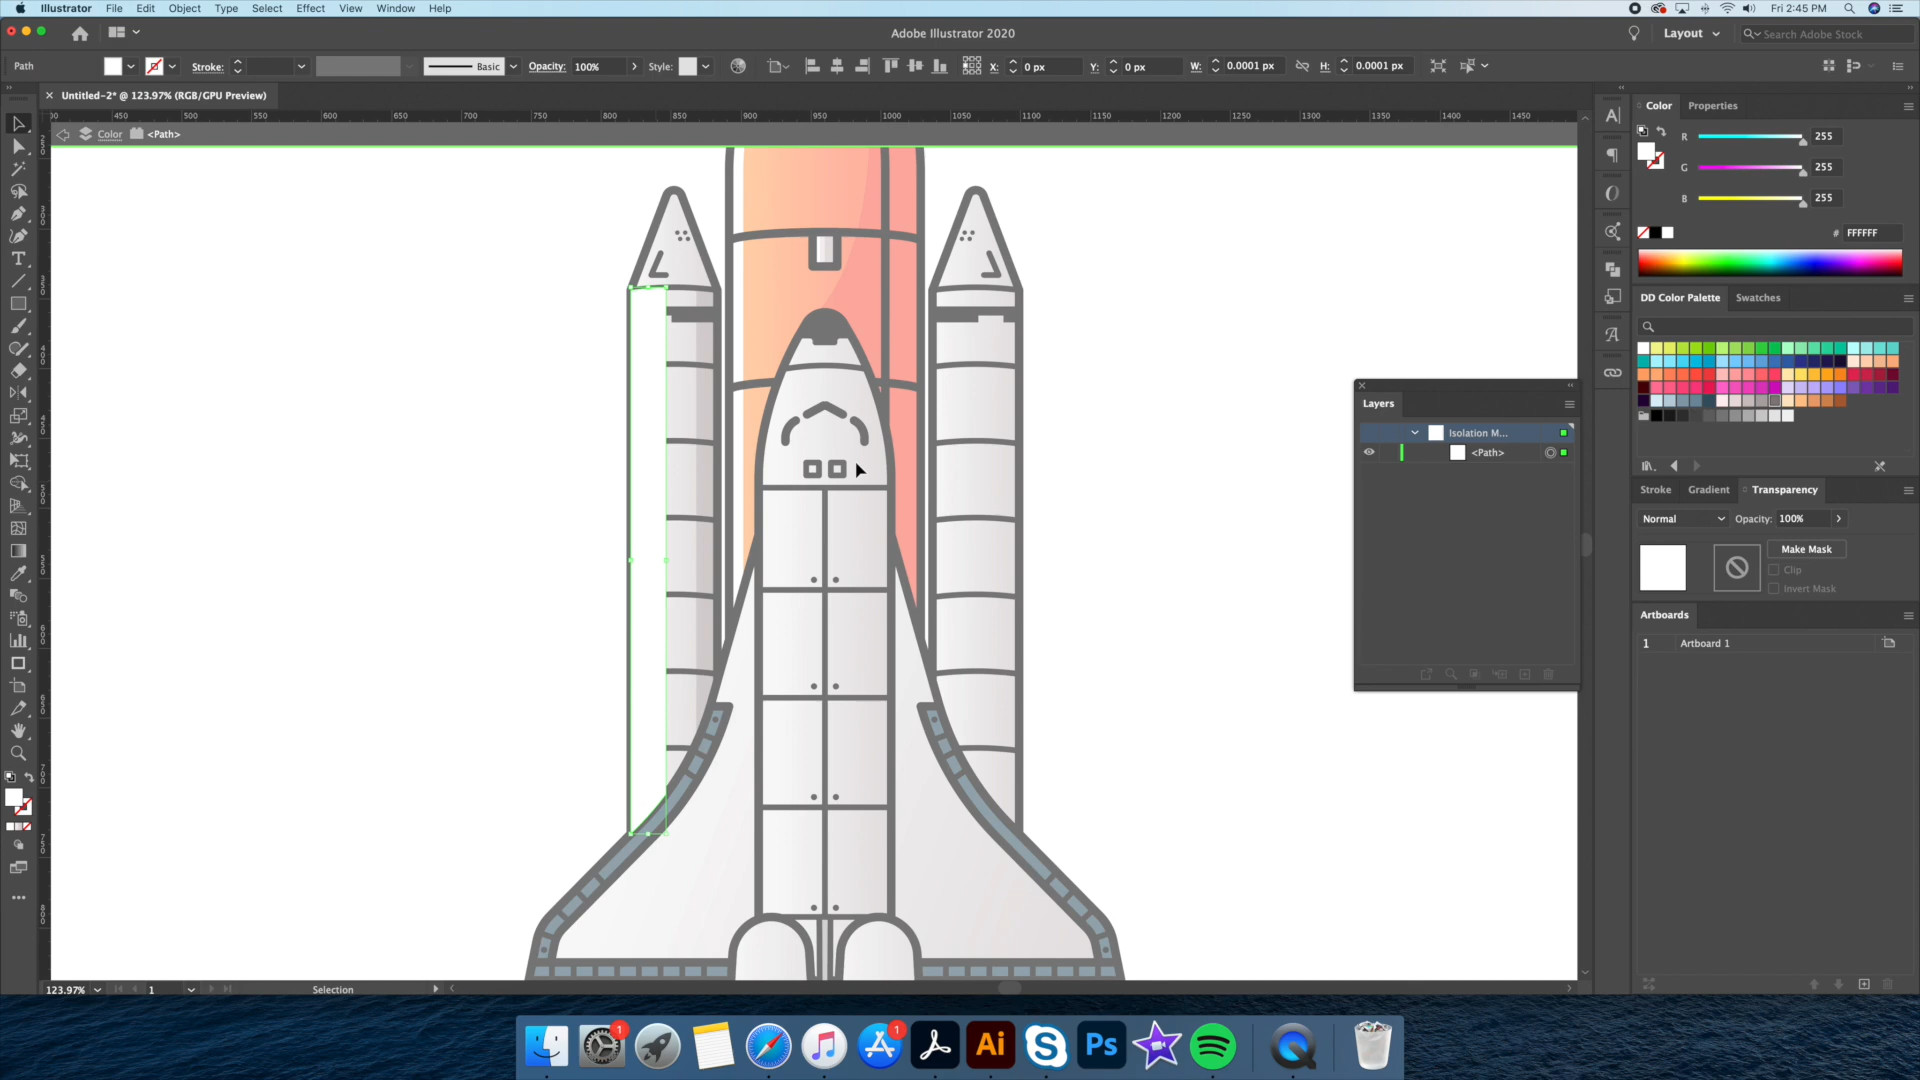 Illustrator File Edit Object Type Select Effect View Window Help
Fri 2:45 PM
Adobe Illustrator 2020
Layout
Search Adobe Stock
Path
Stroke:
Basic
Opacity: 100%
Style:
X: 0 px
Y: 0 px
W: 0.0001 px
H: 0.0001 px
Untitled-2* @ 123.97% (RGB/GPU Preview)
450 500 550 600 650 700 750 800 850 900 950 1000 1050 1100 1150 1200 1250 1300 1350 1400 1450
Color <Path>
Color Properties
R 255
G 255
B 255
# FFFFFF
DD Color Palette Swatches
Layers
Isolation M...
<Path>
Stroke Gradient Transparency
Normal Opacity: 100%
Make Mask
Clip
Invert Mask
Artboards
1 Artboard 1
123.97% 1 Selection
1
1
Ai
Ps